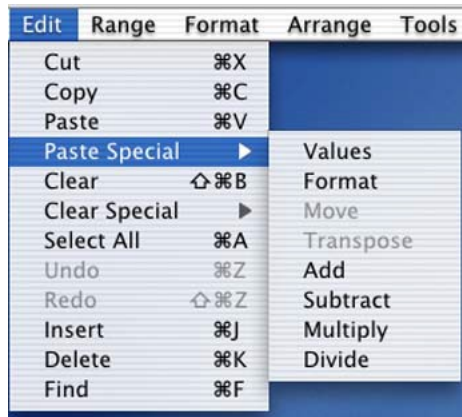 Edit Range Format Arrange Tools
Cut ⌘X
Copy ⌘C
Paste ⌘V
Paste Special ▶
Clear ⇧⌘B
Clear Special ▶
Select All ⌘A
Undo ⌘Z
Redo ⇧⌘Z
Insert ⌘J
Delete ⌘K
Find ⌘F
Values
Format
Move
Transpose
Add
Subtract
Multiply
Divide